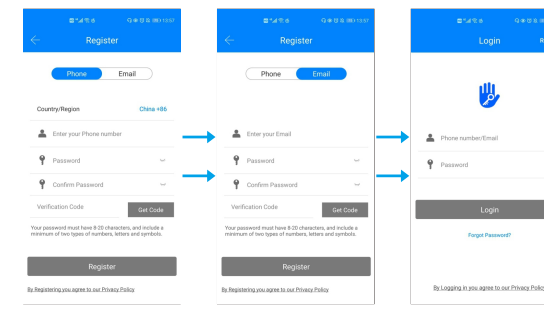 12:57
Register
Phone
Email
Country/Region
China +86
Enter your Phone number
Password
Confirm Password
Verification Code
Get Code
Your password must have 8-20 characters, and include a
minimum of two types of numbers, letters and symbols.
Register
By Registering you agree to our Privacy Policy
12:57
Register
Phone
Email
Enter your Email
Password
Confirm Password
Verification Code
Get Code
Your password must have 8-20 characters, and include a
minimum of two types of numbers, letters and symbols.
Register
By Registering you agree to our Privacy Policy
Login
R
Phone number/Email
Password
Login
Forgot Password?
By Logging in you agree to our Privacy Policy